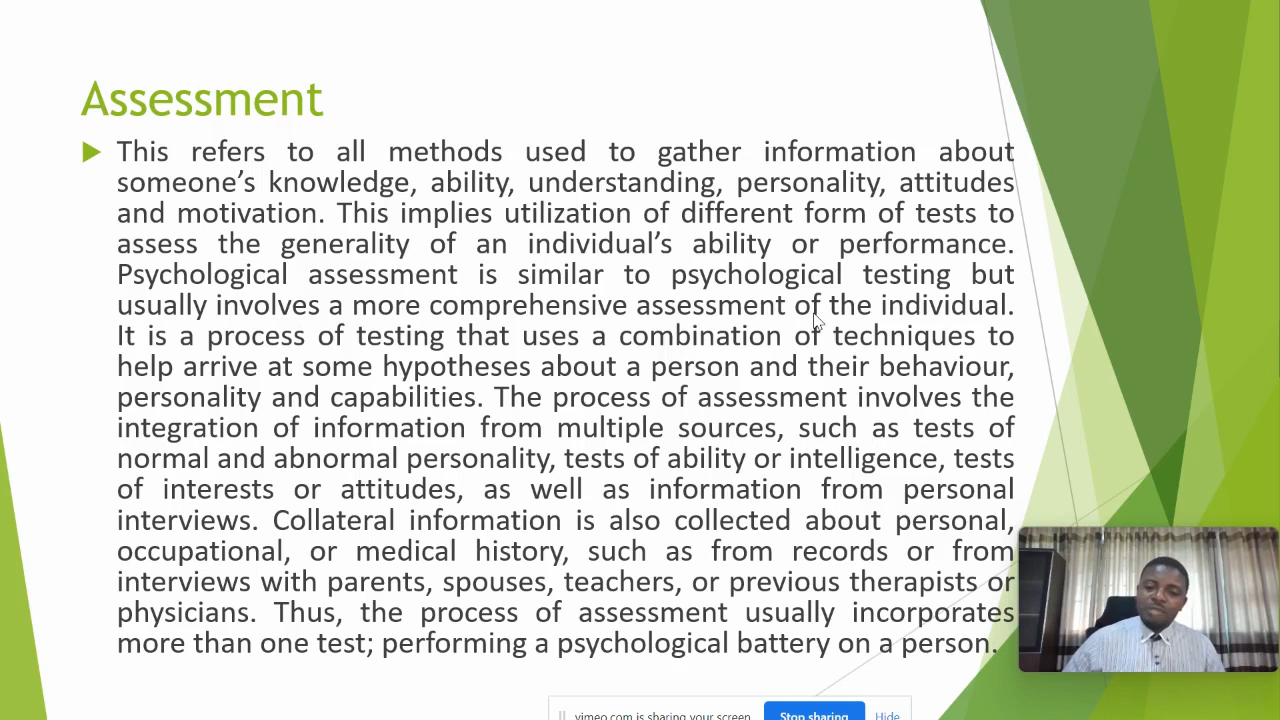 Assessment
This refers to all methods used to gather information about
someone’s knowledge, ability, understanding, personality, attitudes
and motivation. This implies utilization of different form of tests to
assess the generality of an individual’s ability or performance.
Psychological assessment is similar to psychological testing but
usually involves a more comprehensive assessment of the individual.
It is a process of testing that uses a combination of techniques to
help arrive at some hypotheses about a person and their behaviour,
personality and capabilities. The process of assessment involves the
integration of information from multiple sources, such as tests of
normal and abnormal personality, tests of ability or intelligence, tests
of interests or attitudes, as well as information from personal
interviews. Collateral information is also collected about personal,
occupational, or medical history, such as from records or from
interviews with parents, spouses, teachers, or previous therapists or
physicians. Thus, the process of assessment usually incorporates
more than one test; performing a psychological battery on a person.
vimeo.com is sharing your screen. Stop sharing Hide